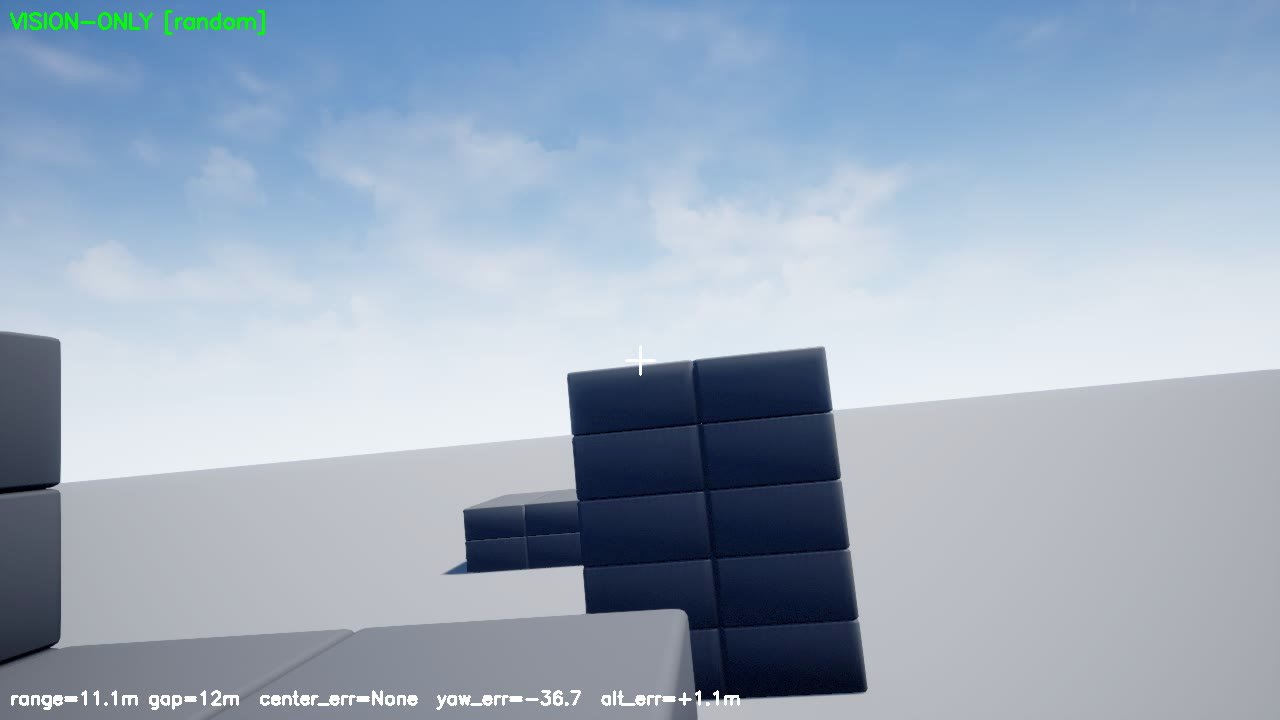 VISION-ONLY [random]
range=11.1m gap=12m center_err=None yaw_err=-36.7 alt_err=+1.1m